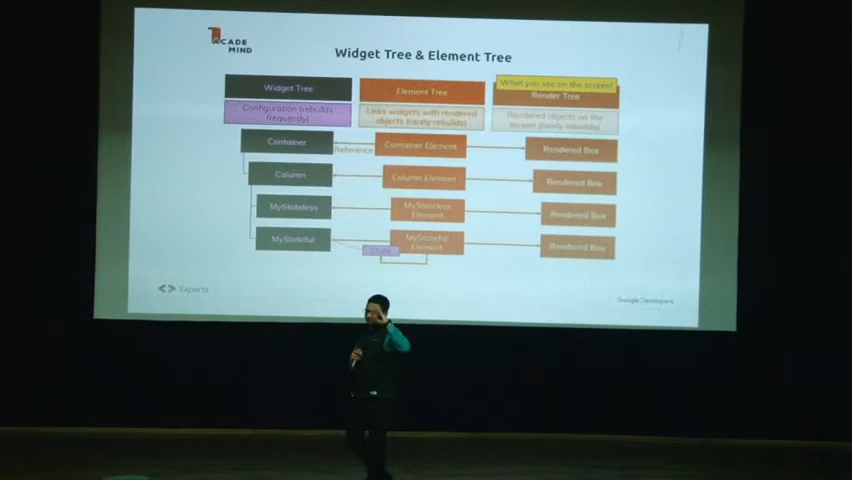 ACADE
MIND
Widget Tree & Element Tree
Widget Tree
Element Tree
What you see on the screen!
Render Tree
Configuration (rebuilds
frequently)
Links widgets with rendered
objects (rarely rebuilds)
Rendered objects on the
screen (rarely rebuilds)
Container
Reference
Container Element
Rendered Box
Column
Column Element
Rendered Box
MyStateless
MyStateless
Element
Rendered Box
MyStateful
MyStateful
Element
Rendered Box
State
<> Experts
Google Developers